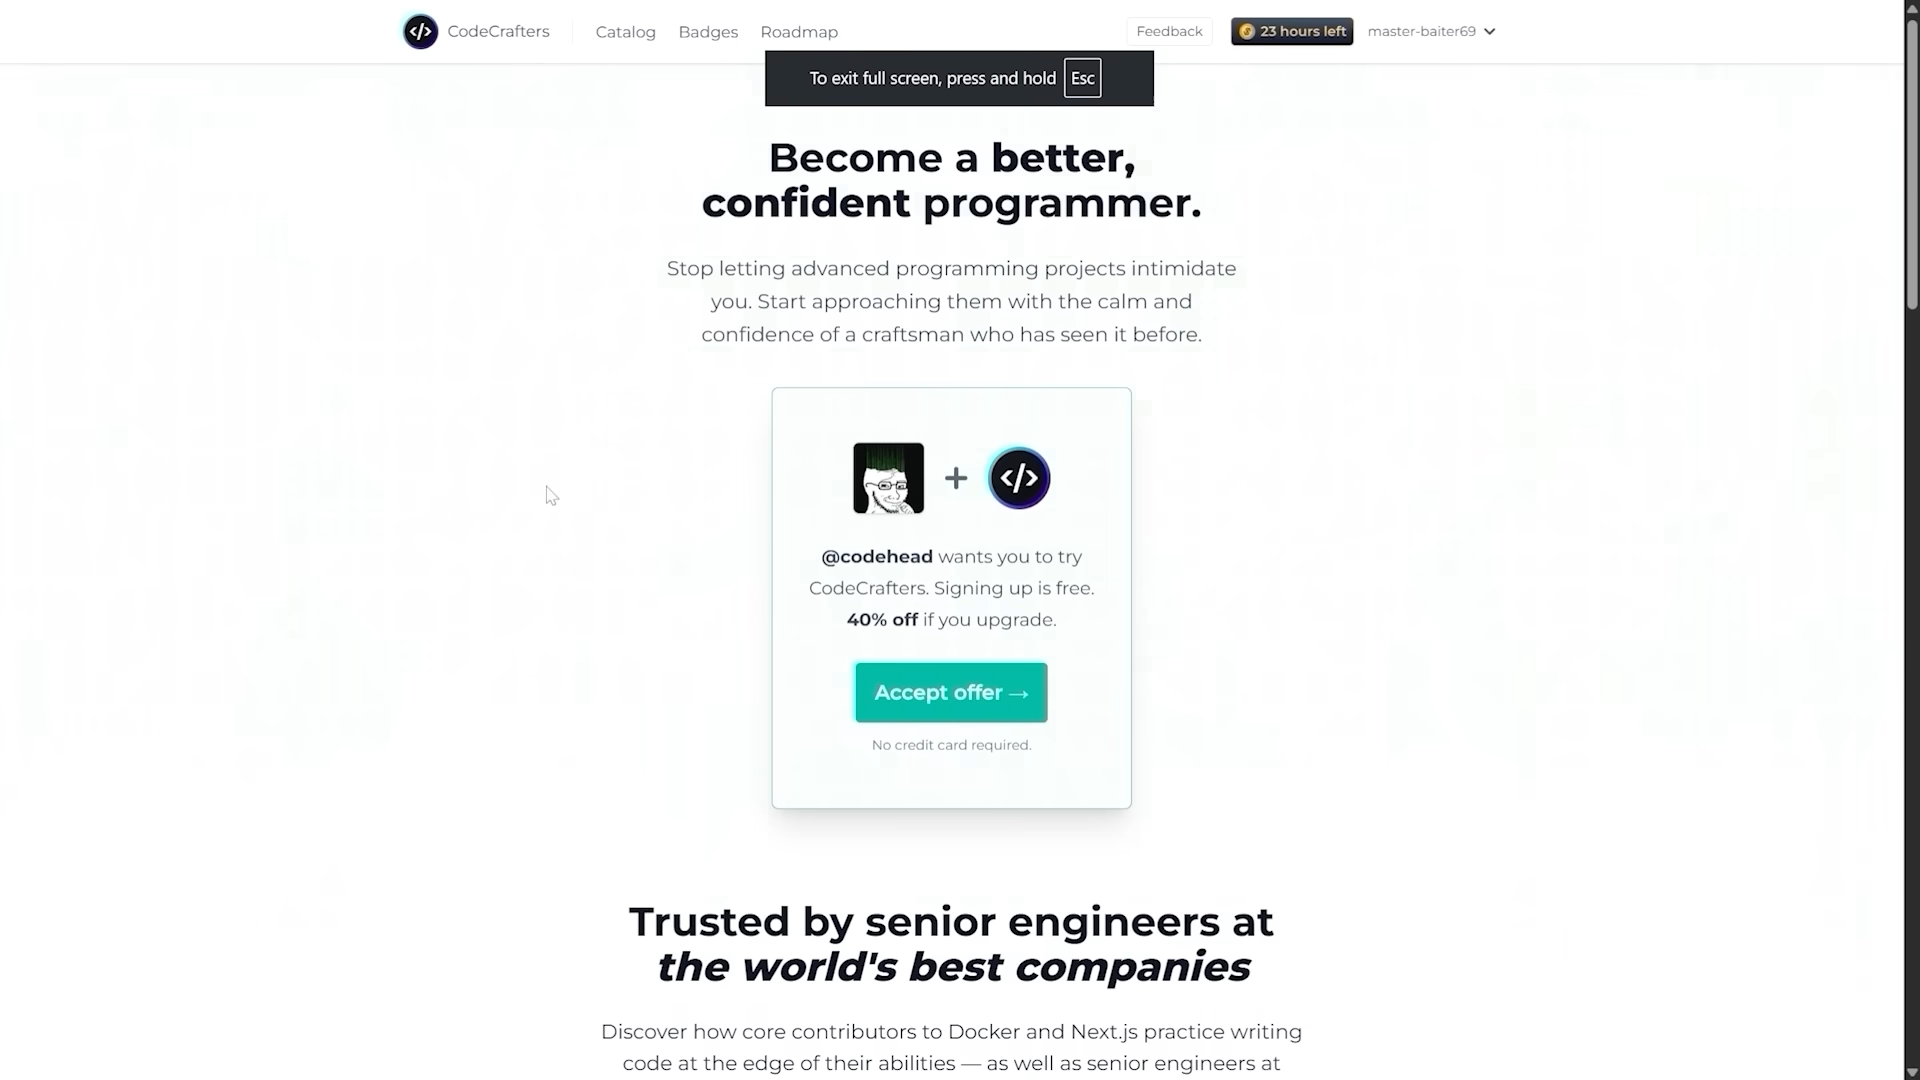 CodeCrafters
Catalog
Badges
Roadmap
Feedback
23 hours left
master-baiter69
To exit full screen, press and hold Esc
Become a better,
confident programmer.
Stop letting advanced programming projects intimidate
you. Start approaching them with the calm and
confidence of a craftsman who has seen it before.
@codehead wants you to try
CodeCrafters. Signing up is free.
40% off if you upgrade.
Accept offer →
No credit card required.
Trusted by senior engineers at
the world's best companies
Discover how core contributors to Docker and Next.js practice writing
code at the edge of their abilities — as well as senior engineers at